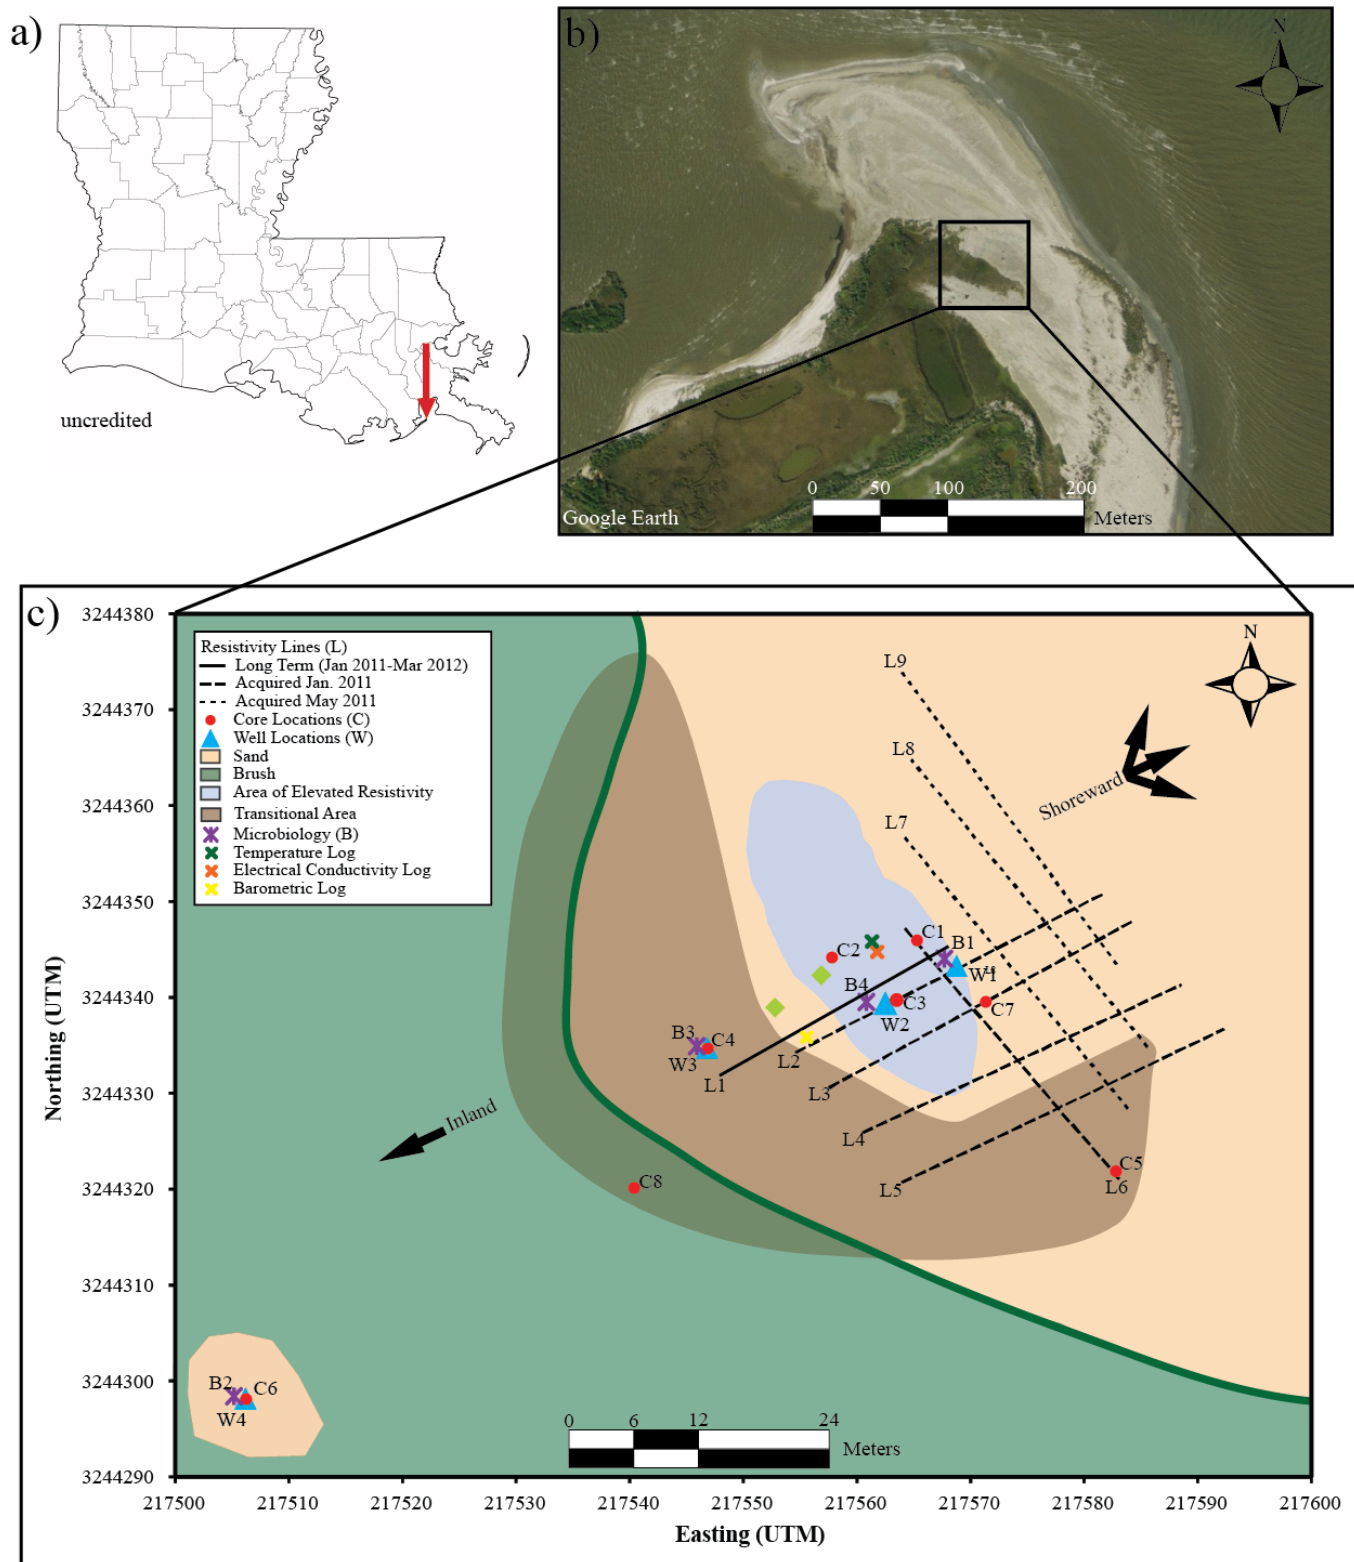 a)
uncredited
b)
N
0 50 100 200
Meters
Google Earth
c)
N
Resistivity Lines (L)
Long Term (Jan 2011-Mar 2012)
Acquired Jan. 2011
Acquired May 2011
Core Locations (C)
Well Locations (W)
Sand
Brush
Area of Elevated Resistivity
Transitional Area
Microbiology (B)
Temperature Log
Electrical Conductivity Log
Barometric Log
L9
L8
L7
Shoreward
C1
C2
B1
W1
B4
C3
C7
W2
B3
C4
W3
L2
L1
L3
L4
L5
C5
L6
Inland
C8
B2
C6
W4
0 6 12 24
Meters
3244380
3244370
3244360
3244350
3244340
3244330
3244320
3244310
3244300
3244290
Northing (UTM)
217500 217510 217520 217530 217540 217550 217560 217570 217580 217590 217600
Easting (UTM)